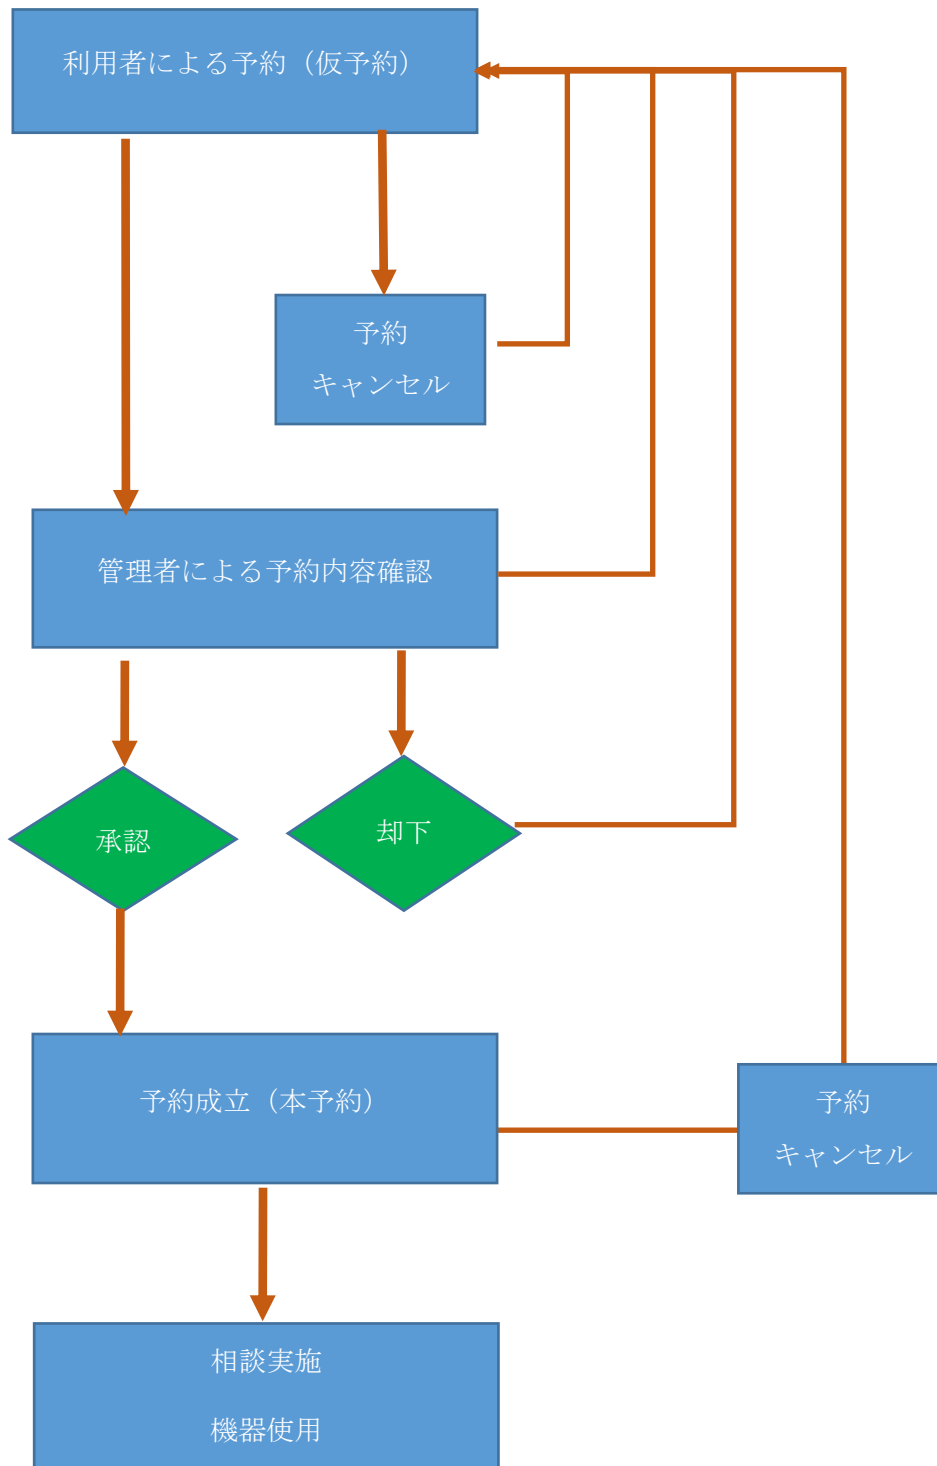 利用者による予約（仮予約）
予約
キャンセル
管理者による予約内容確認
承認
却下
予約成立（本予約）
予約
キャンセル
相談実施
機器使用